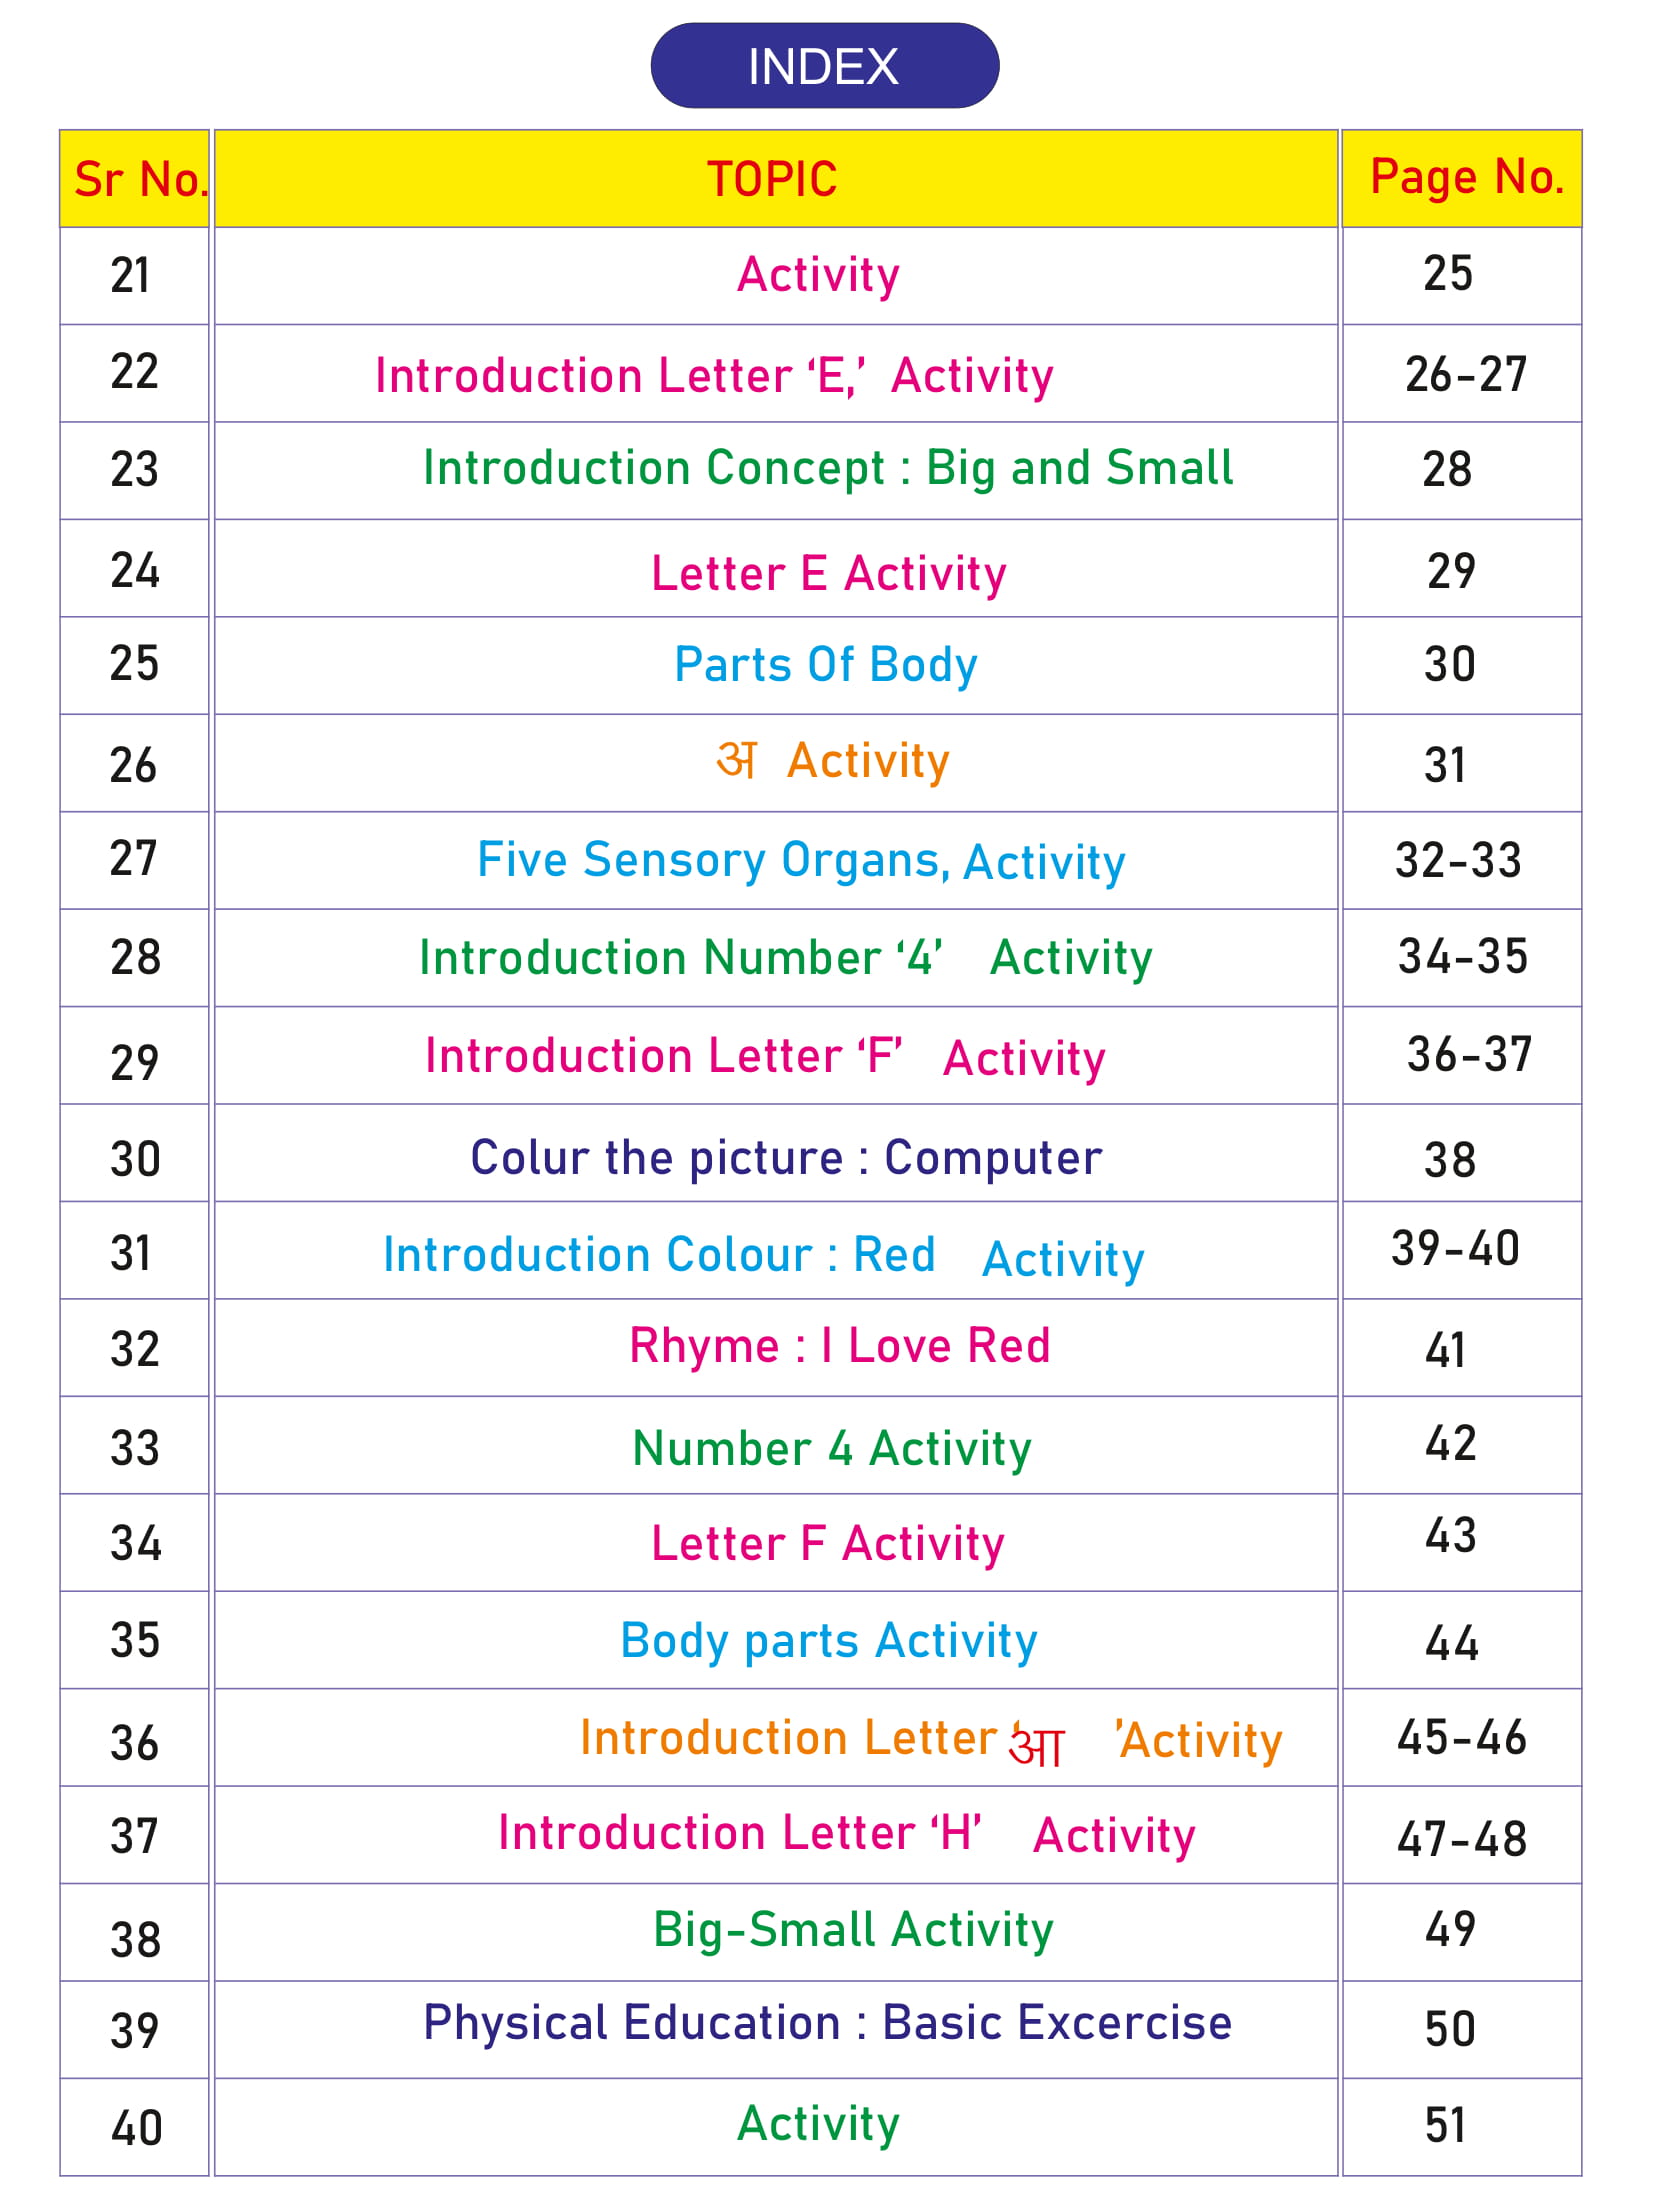 INDEX
Sr No. TOPIC Page No.
21 Activity 25
22 Introduction Letter ‘E,’ Activity 26-27
23 Introduction Concept : Big and Small 28
24 Letter E Activity 29
25 Parts Of Body 30
26 अ Activity 31
27 Five Sensory Organs, Activity 32-33
28 Introduction Number ‘4’ Activity 34-35
29 Introduction Letter ‘F’ Activity 36-37
30 Colur the picture : Computer 38
31 Introduction Colour : Red Activity 39-40
32 Rhyme : I Love Red 41
33 Number 4 Activity 42
34 Letter F Activity 43
35 Body parts Activity 44
36 Introduction Letter ‘आ ’Activity 45-46
37 Introduction Letter ‘H’ Activity 47-48
38 Big-Small Activity 49
39 Physical Education : Basic Excercise 50
40 Activity 51